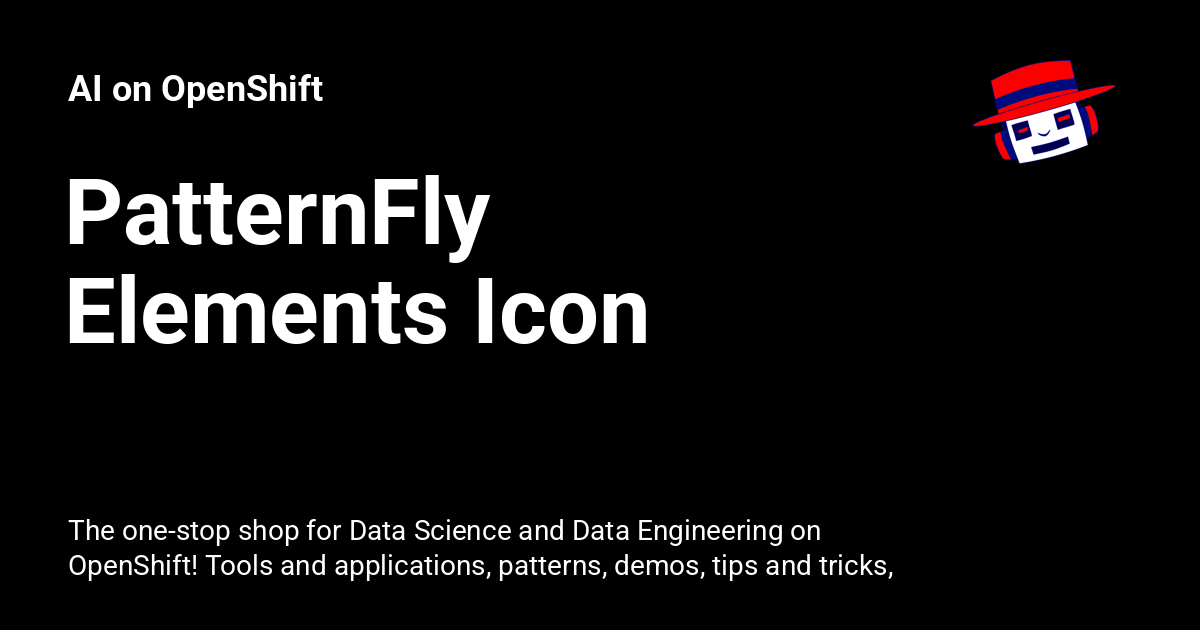 AI on OpenShift
PatternFly
Elements Icon
The one-stop shop for Data Science and Data Engineering on
OpenShift! Tools and applications, patterns, demos, tips and tricks,